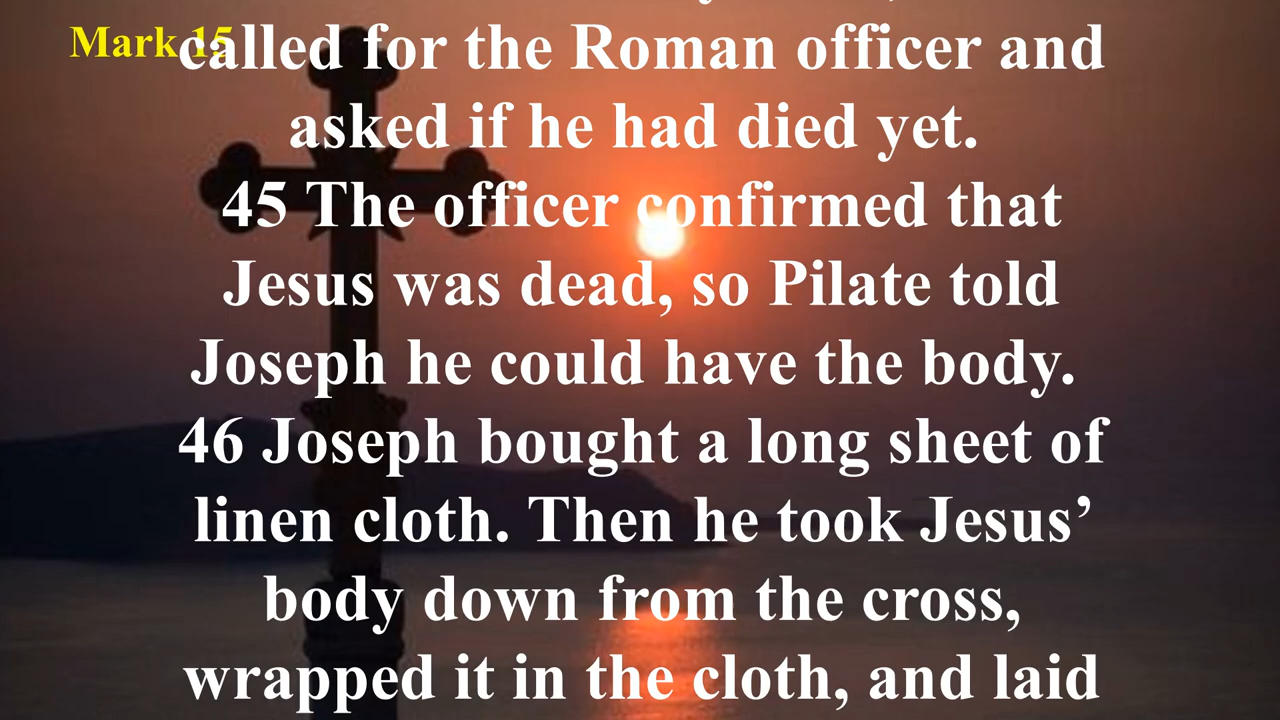 Mark 15
called for the Roman officer and
asked if he had died yet.
45 The officer confirmed that
Jesus was dead, so Pilate told
Joseph he could have the body.
46 Joseph bought a long sheet of
linen cloth. Then he took Jesus’
body down from the cross,
wrapped it in the cloth, and laid